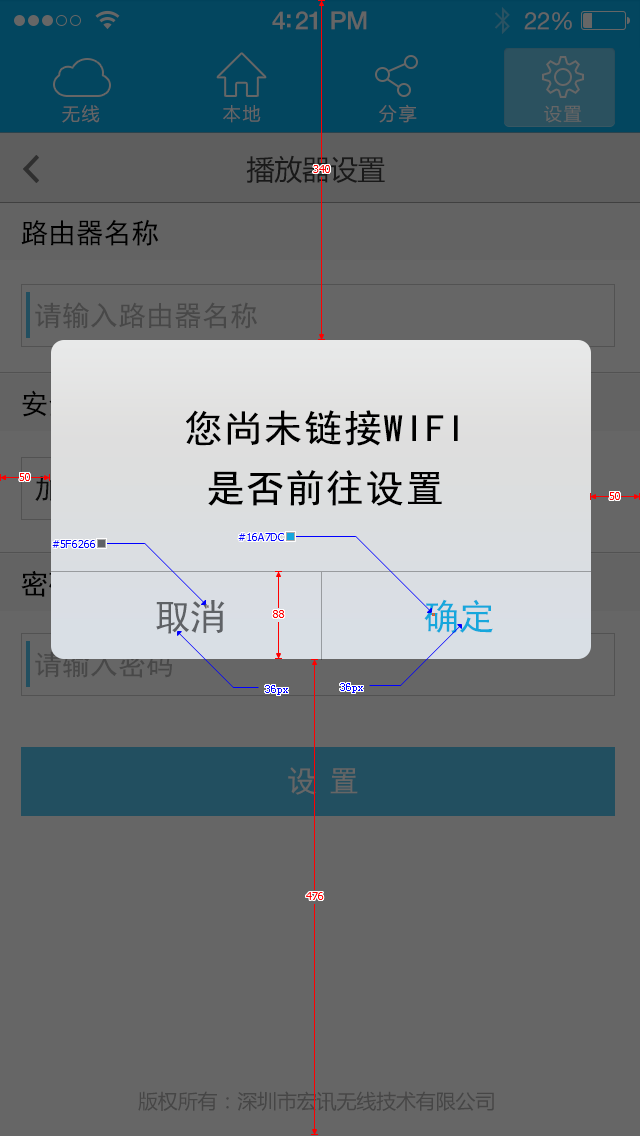 4:21 PM
22%
无线
本地
分享
设置
播放器设置
340
路由器名称
请输入路由器名称
安
您尚未链接WIFI
是否前往设置
50
50
#5F6266
#16A7DC
密
取消
88
确定
请输入密码
36px
36px
设 置
476
版权所有：深圳市宏讯无线技术有限公司